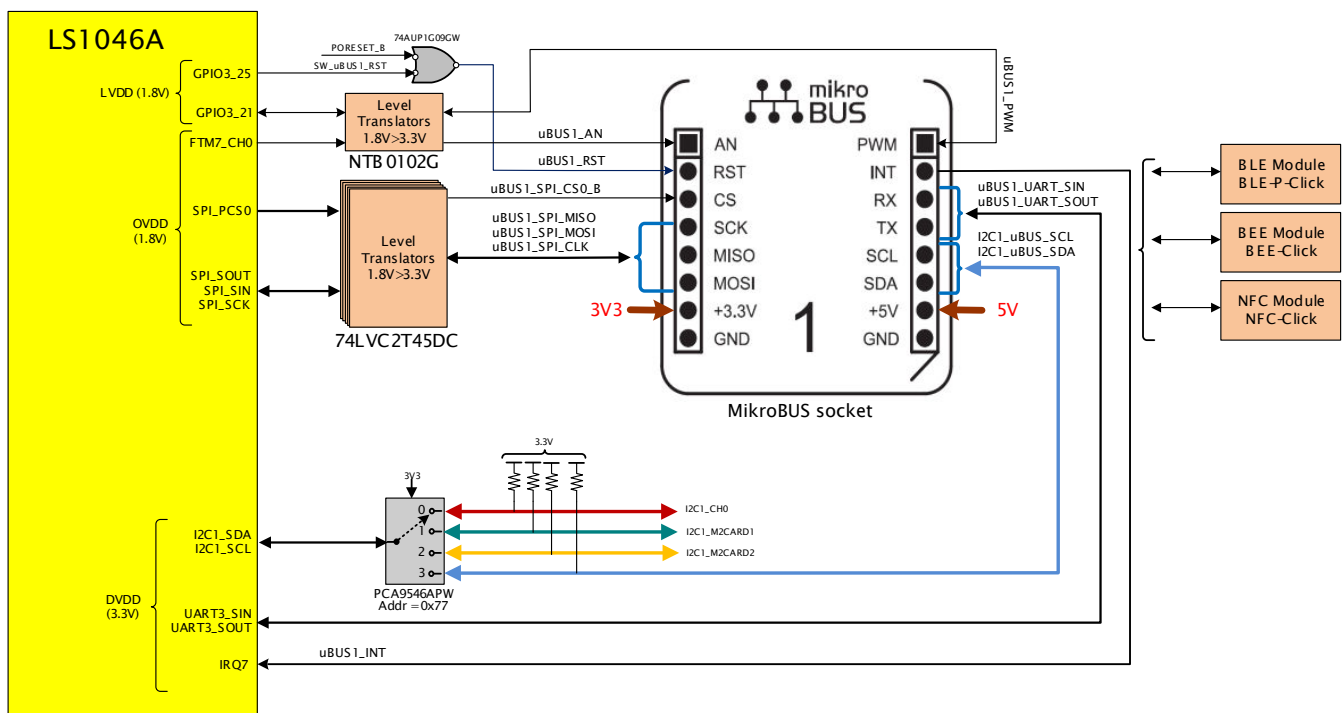 LS1046A
LVDD (1.8V)
GPIO3_25
GPIO3_21
PORESET_B
SW_uBUS1_RST
74AUP1G09GW
Level
Translators
1.8V>3.3V
NTB 0102G
OVDD
(1.8V)
FTM7_CH0
SPI_PCS0
SPI_SOUT
SPI_SIN
SPI_SCK
Level
Translators
1.8V>3.3V
74LVC2T45DC
uBUS1_AN
uBUS1_RST
uBUS1_SPI_CS0_B
uBUS1_SPI_MISO
uBUS1_SPI_MOSI
uBUS1_SPI_CLK
3V3
mikro
BUS
AN
RST
CS
SCK
MISO
MOSI
+3.3V
GND
1
PWM
INT
RX
TX
SCL
SDA
+5V
GND
MikroBUS socket
uBUS1_PWM
uBUS1_UART_SIN
uBUS1_UART_SOUT
I2C1_uBUS_SCL
I2C1_uBUS_SDA
5V
BLE Module
BLE-P-Click
BEE Module
BEE-Click
NFC Module
NFC-Click
3.3V
3V3
0
1
2
3
I2C1_CH0
I2C1_M2CARD1
I2C1_M2CARD2
PCA9546APW
Addr =0x77
DVDD
(3.3V)
I2C1_SDA
I2C1_SCL
UART3_SIN
UART3_SOUT
IRQ7
uBUS1_INT